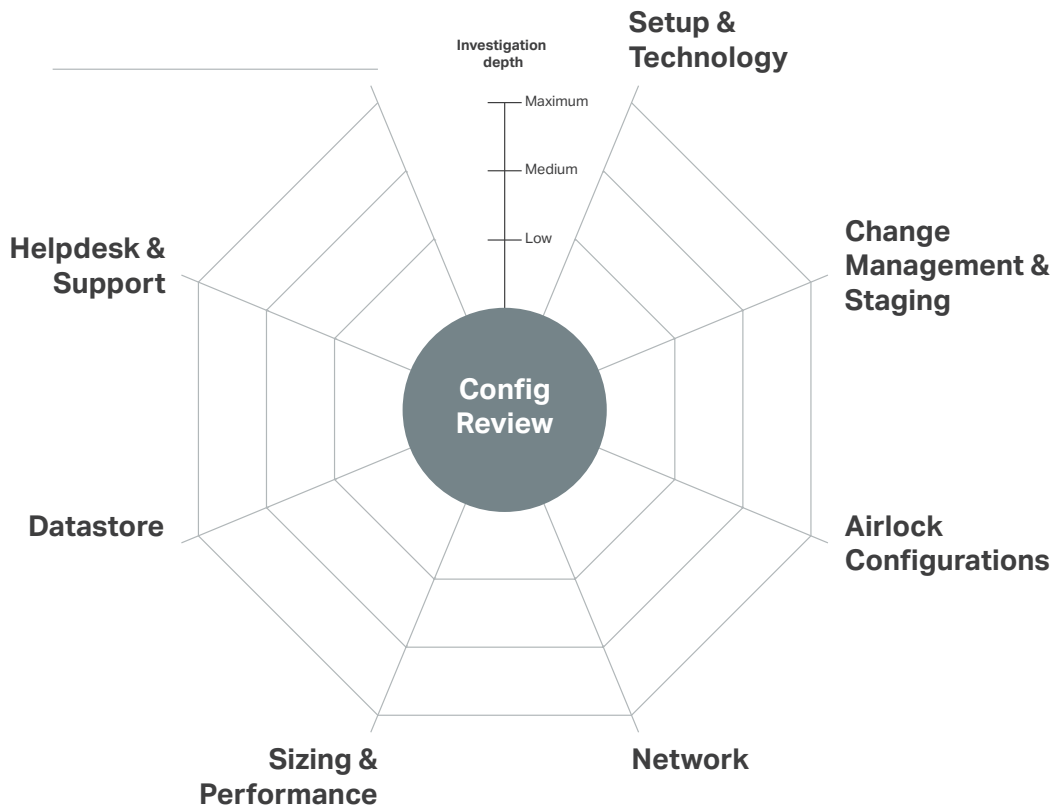 Investigation
depth
Maximum
Medium
Low
Setup &
Technology
Change
Management &
Staging
Airlock
Configurations
Network
Sizing &
Performance
Datastore
Helpdesk &
Support
Config
Review